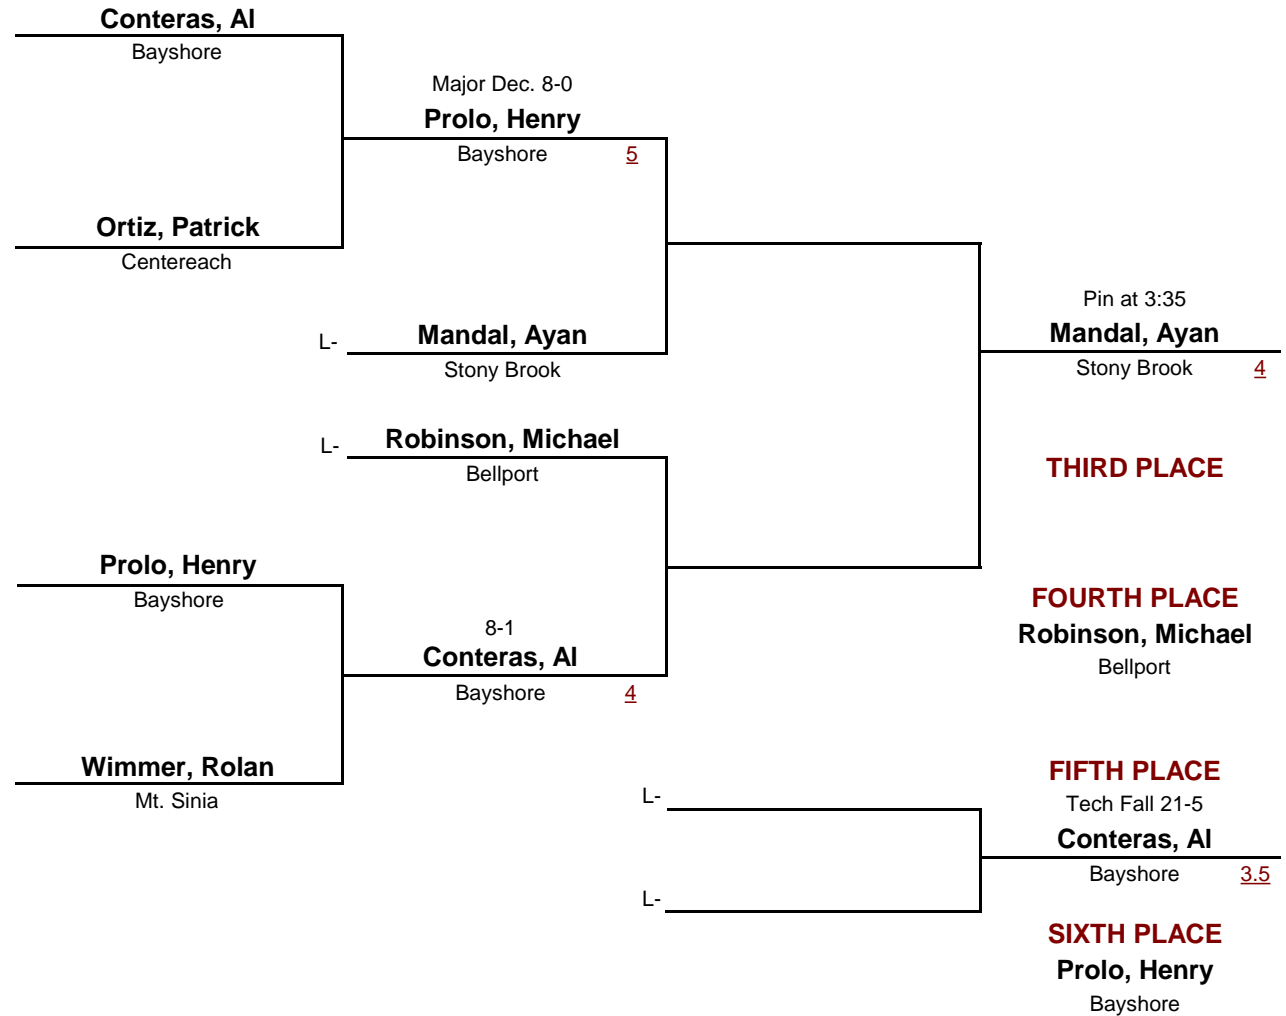 Conteras, Al
Bayshore
Major Dec. 8-0
Prolo, Henry
Bayshore 5
Ortiz, Patrick
Centereach
L- Mandal, Ayan
Stony Brook
Pin at 3:35
Mandal, Ayan
Stony Brook 4
L- Robinson, Michael
Bellport
THIRD PLACE
Prolo, Henry
Bayshore
8-1
Conteras, Al
Bayshore 4
FOURTH PLACE
Robinson, Michael
Bellport
Wimmer, Rolan
Mt. Sinia
L-
L-
FIFTH PLACE
Tech Fall 21-5
Conteras, Al
Bayshore 3.5
SIXTH PLACE
Prolo, Henry
Bayshore